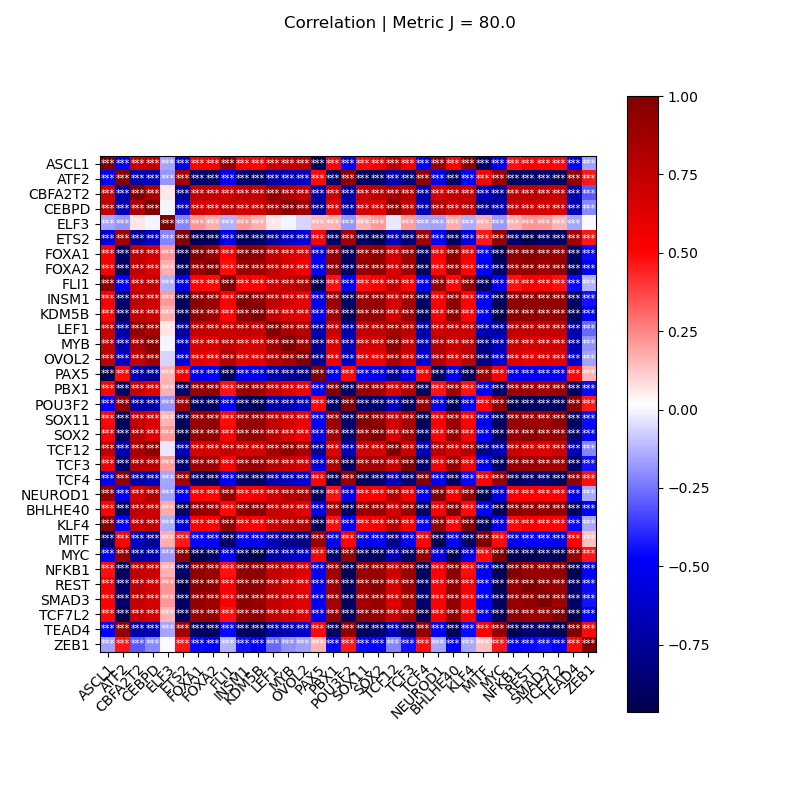 Correlation | Metric J = 80.0
ASCL1
ATF2
CBFA2T2
CEBPD
ELF3
ETS2
FOXA1
FOXA2
FLI1
INSM1
KDM5B
LEF1
MYB
OVOL2
PAX5
PBX1
POU3F2
SOX11
SOX2
TCF12
TCF3
TCF4
NEUROD1
BHLHE40
KLF4
MITF
MYC
NFKB1
REST
SMAD3
TCF7L2
TEAD4
ZEB1
ASCL1
ATF2
CBFA2T2
CEBPD
ELF3
ETS2
FOXA1
FOXA2
FLI1
INSM1
KDM5B
LEF1
MYB
OVOL2
PAX5
PBX1
POU3F2
SOX11
SOX2
TCF12
TCF3
TCF4
NEUROD1
BHLHE40
KLF4
MITF
MYC
NFKB1
REST
SMAD3
TCF7L2
TEAD4
ZEB1
1.00
0.75
0.50
0.25
0.00
−0.25
−0.50
−0.75